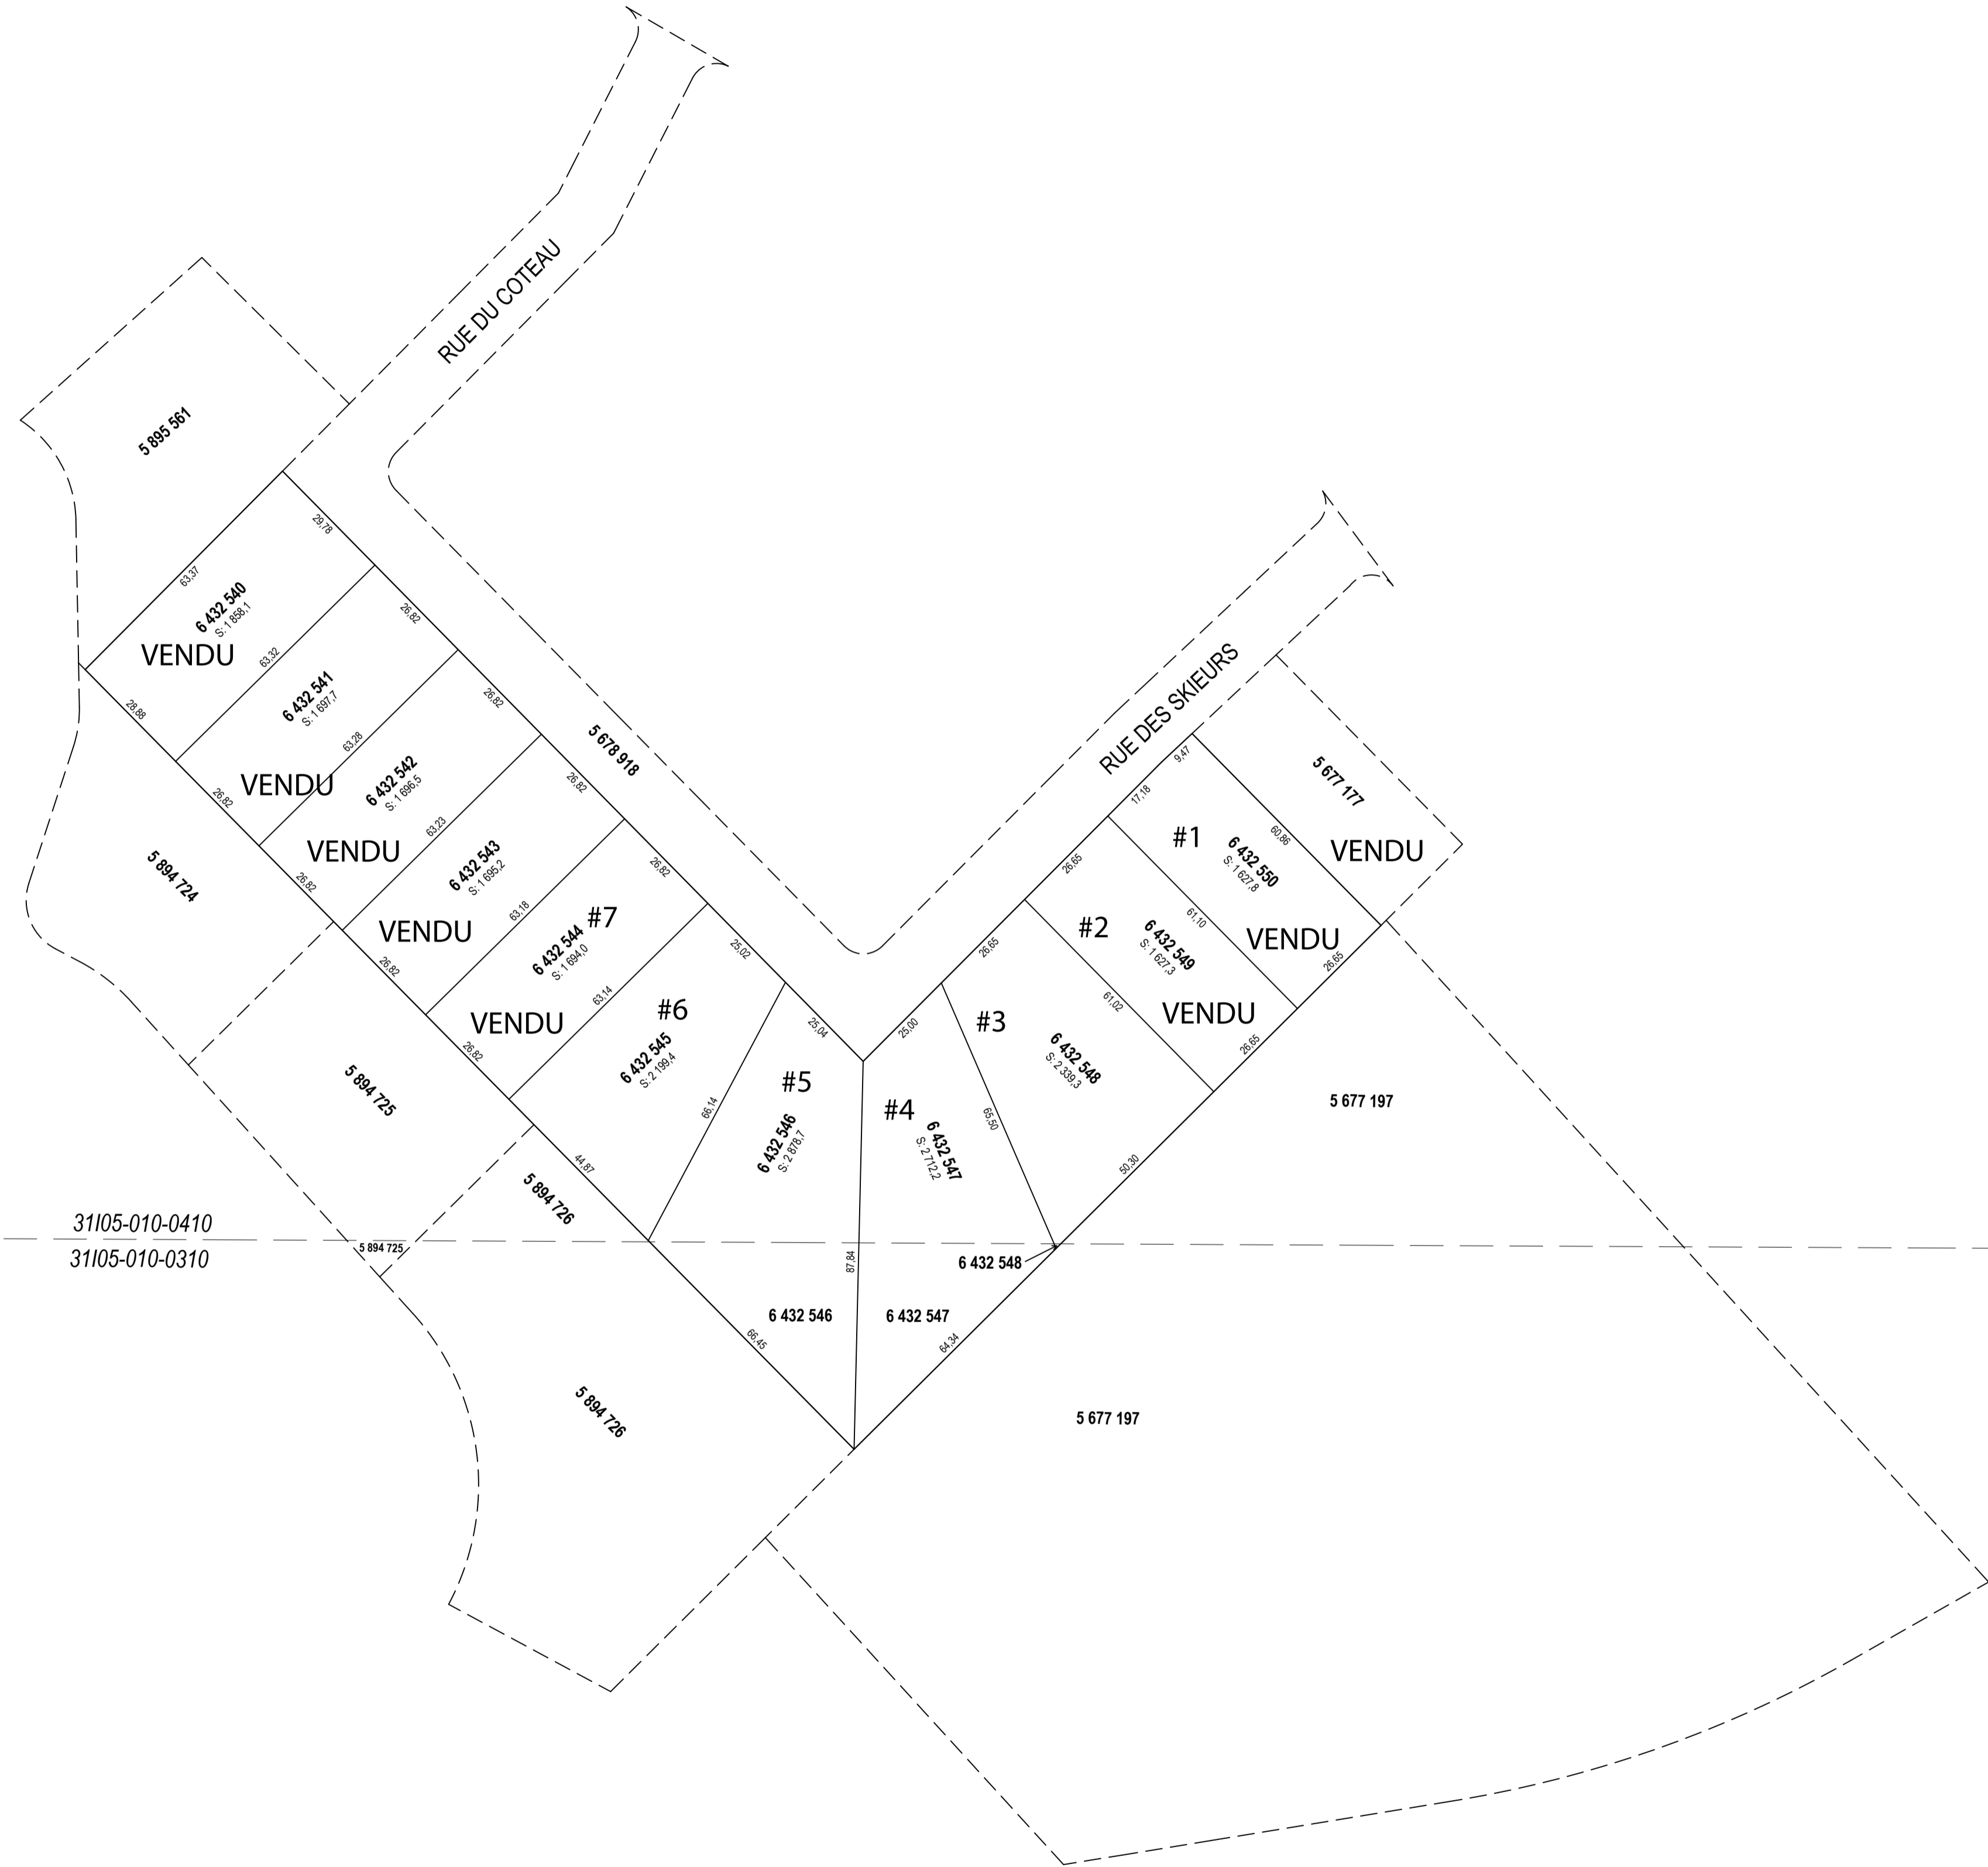 RUE DU COTEAU
5 895 561
29,78
63,37
6 432 540
S: 1 858,1
VENDU
26,82
63,32
28,88
6 432 541
S: 1 697,7
VENDU
26,82
63,28
26,82
6 432 542
S: 1 696,5
VENDU
26,82
63,23
26,82
6 432 543
S: 1 695,2
VENDU
26,82
63,18
26,82
#7
6 432 544
S: 1 694,0
VENDU
25,02
63,14
26,82
#6
6 432 545
S: 2 199,4
5 678 918
RUE DES SKIEURS
9,47
17,18
5 677 177
VENDU
60,86
#1
6 432 550
S: 1 627,8
VENDU
26,65
61,10
26,65
#2
6 432 549
S: 1 627,3
VENDU
26,65
61,02
26,65
#3
6 432 548
S: 2 339,3
25,04
25,00
#5
6 432 546
S: 2 878,7
66,14
#4
6 432 547
S: 2 712,2
65,50
50,30
5 677 197
5 894 724
5 894 725
44,87
5 894 726
31I05-010-0410
31I05-010-0310
5 894 725
87,84
6 432 548
6 432 546
6 432 547
66,45
64,34
5 894 726
5 677 197